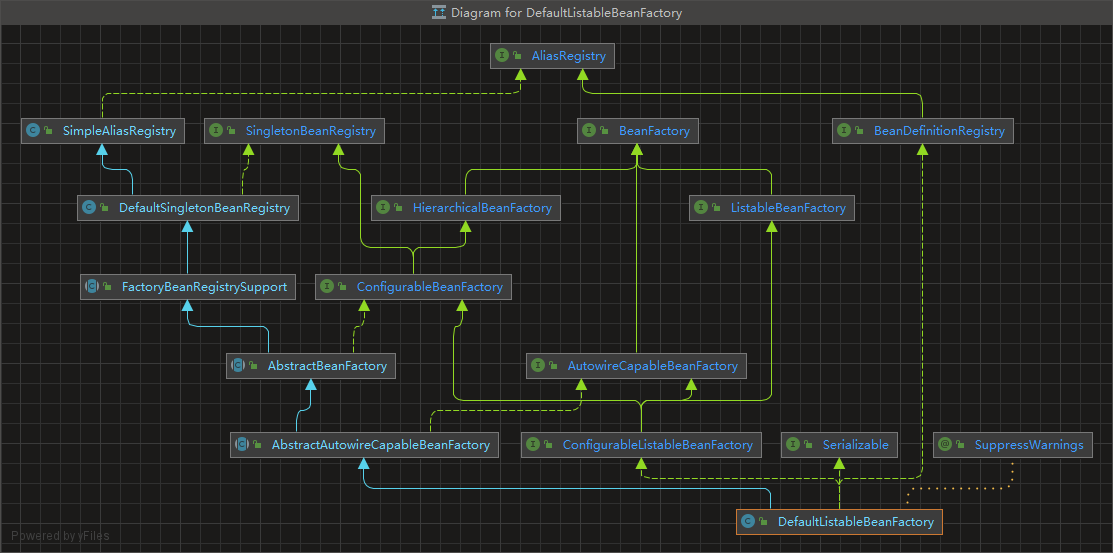 Diagram for DefaultListableBeanFactory
AliasRegistry
SimpleAliasRegistry
SingletonBeanRegistry
BeanFactory
BeanDefinitionRegistry
DefaultSingletonBeanRegistry
HierarchicalBeanFactory
ListableBeanFactory
FactoryBeanRegistrySupport
ConfigurableBeanFactory
AbstractBeanFactory
AutowireCapableBeanFactory
AbstractAutowireCapableBeanFactory
ConfigurableListableBeanFactory
Serializable
SuppressWarnings
DefaultListableBeanFactory
Powered by yFiles